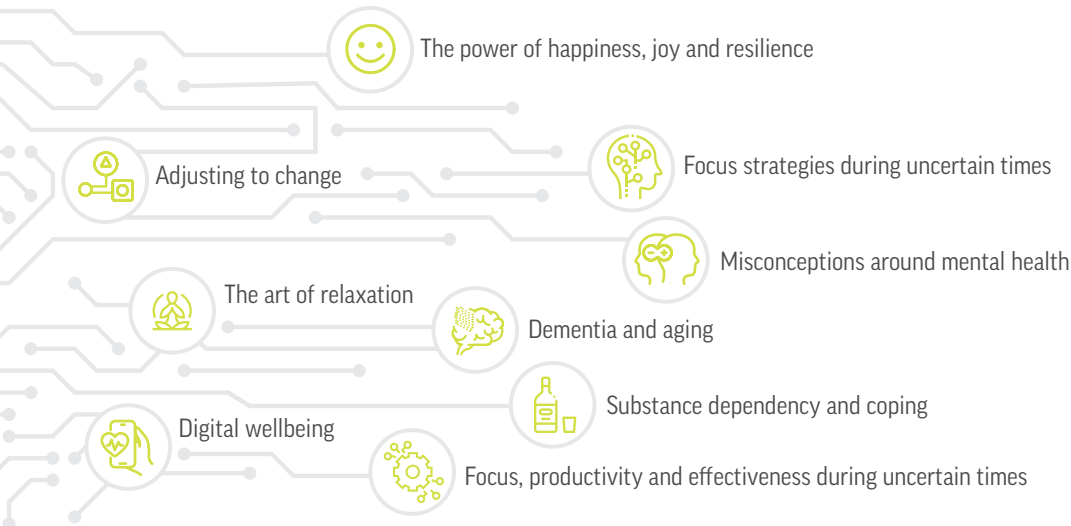 The power of happiness, joy and resilience
Focus strategies during uncertain times
Adjusting to change
Misconceptions around mental health
The art of relaxation
Dementia and aging
Substance dependency and coping
Digital wellbeing
Focus, productivity and effectiveness during uncertain times